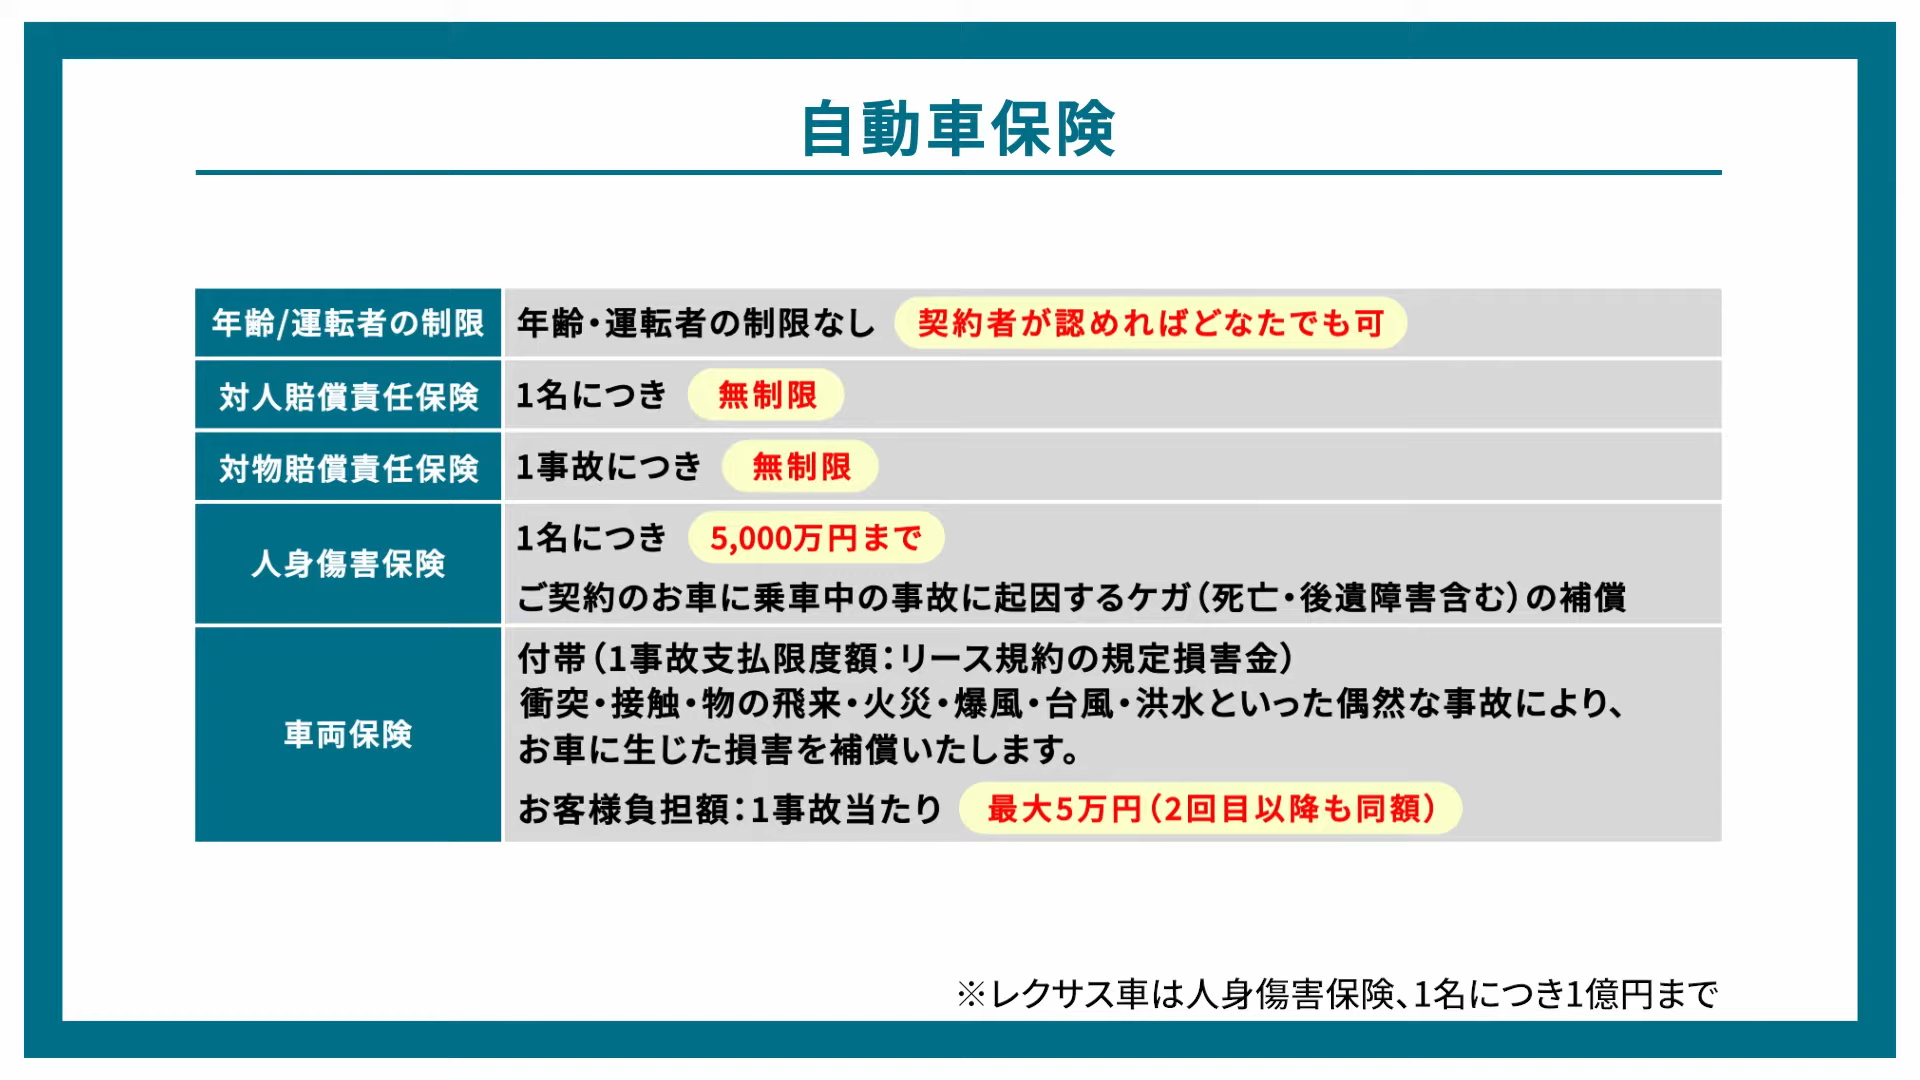 自動車保険
年齢/運転者の制限
年齢・運転者の制限なし 契約者が認めればどなたでも可
対人賠償責任保険
1名につき 無制限
対物賠償責任保険
1事故につき 無制限
人身傷害保険
1名につき 5,000万円まで
ご契約のお車に乗車中の事故に起因するケガ（死亡・後遺障害含む）の補償
車両保険
付帯（1事故支払限度額：リース規約の規定損害金）
衝突・接触・物の飛来・火災・爆風・台風・洪水といった偶然な事故により、
お車に生じた損害を補償いたします。
お客様負担額：1事故当たり 最大5万円（2回目以降も同額）
※レクサス車は人身傷害保険、1名につき1億円まで